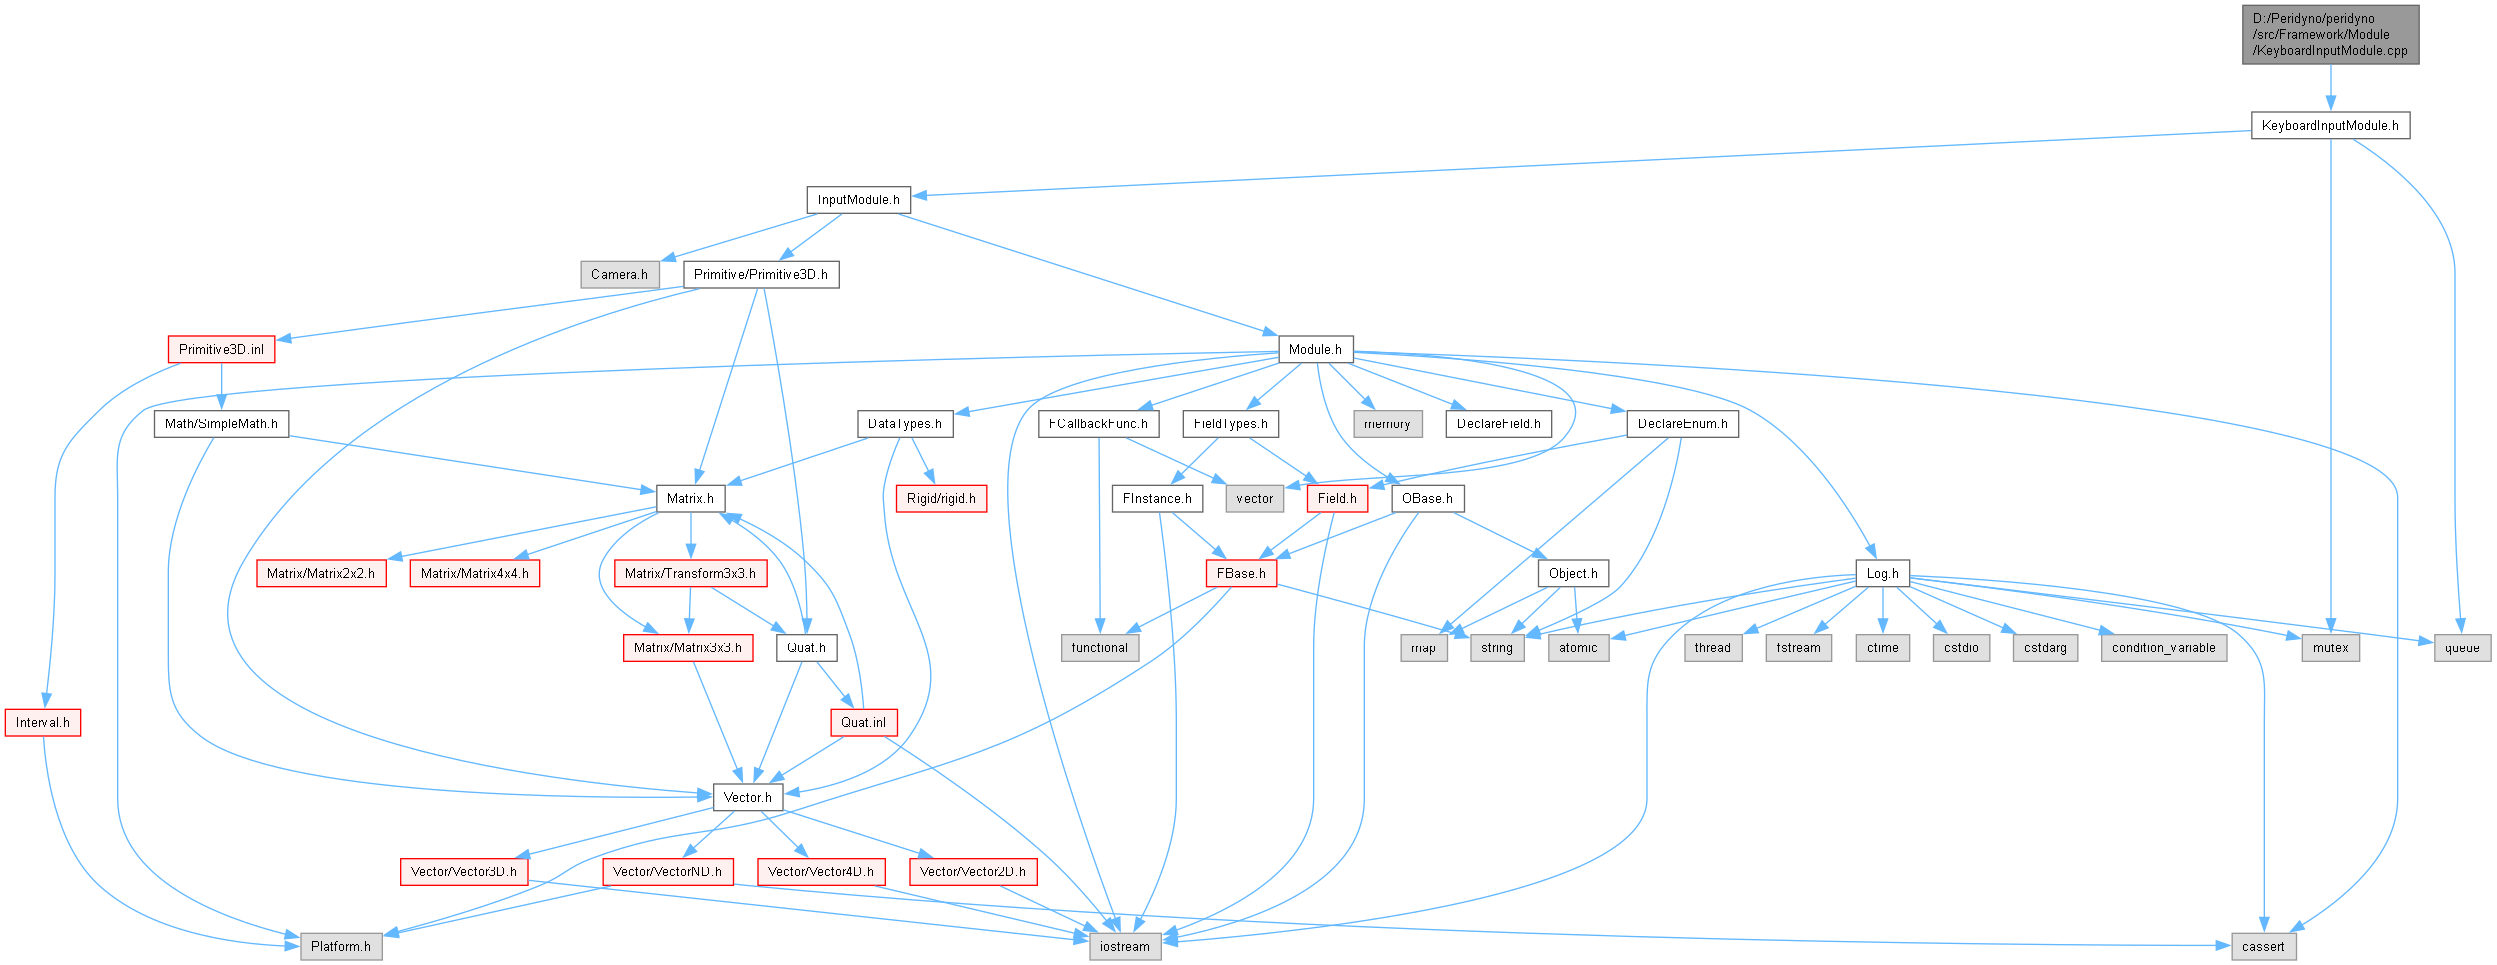 D:/Peridyno/peridyno
/src/Framework/Module
/KeyboardInputModule.cpp
KeyboardInputModule.h
InputModule.h
Camera.h
Primitive/Primitive3D.h
Primitive3D.inl
Module.h
Math/SimpleMath.h
DataTypes.h
FCallbackFunc.h
FieldTypes.h
memory
DeclareField.h
DeclareEnum.h
Matrix.h
Rigid/rigid.h
FInstance.h
vector
Field.h
OBase.h
Matrix/Matrix2x2.h
Matrix/Matrix4x4.h
Matrix/Transform3x3.h
FBase.h
Object.h
Log.h
Matrix/Matrix3x3.h
Quat.h
functional
map
string
atomic
thread
fstream
ctime
cstdio
cstdarg
condition_variable
mutex
queue
Interval.h
Quat.inl
Vector.h
Vector/Vector3D.h
Vector/VectorND.h
Vector/Vector4D.h
Vector/Vector2D.h
Platform.h
iostream
cassert